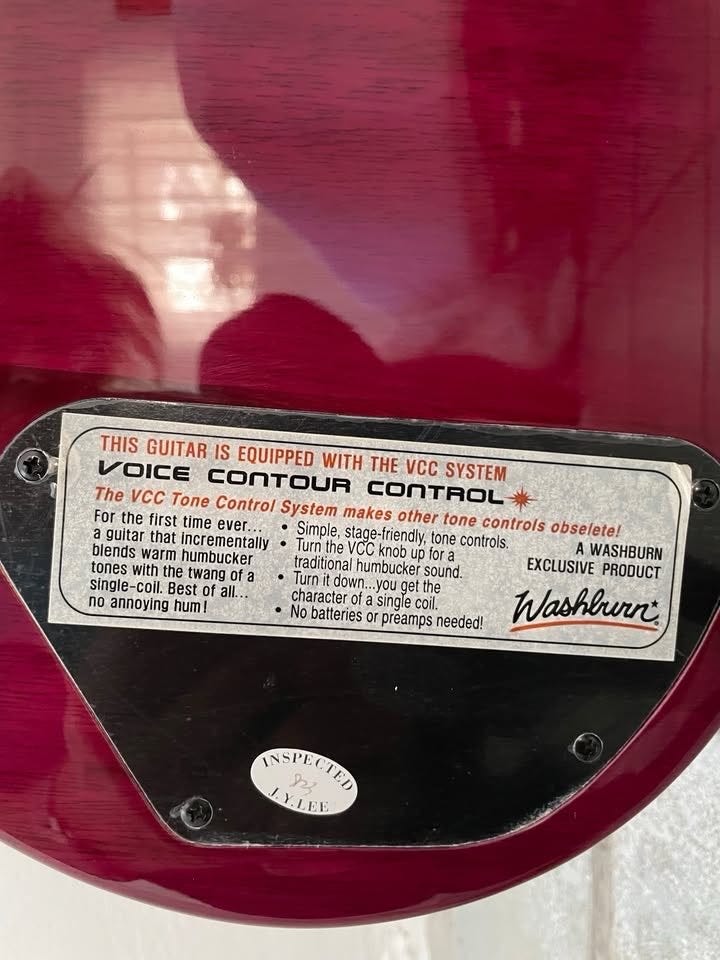 THIS GUITAR IS EQUIPPED WITH THE VCC SYSTEM
VOICE CONTOUR CONTROL
The VCC Tone Control System makes other tone controls obselete!
For the first time ever...
a guitar that incrementally
blends warm humbucker
tones with the twang of a
single-coil. Best of all...
no annoying hum!
• Simple, stage-friendly, tone controls.
• Turn the VCC knob up for a
traditional humbucker sound.
• Turn it down...you get the
character of a single coil.
• No batteries or preamps needed!
A WASHBURN
EXCLUSIVE PRODUCT
Washburn
INSPECTED
J.Y.LEE